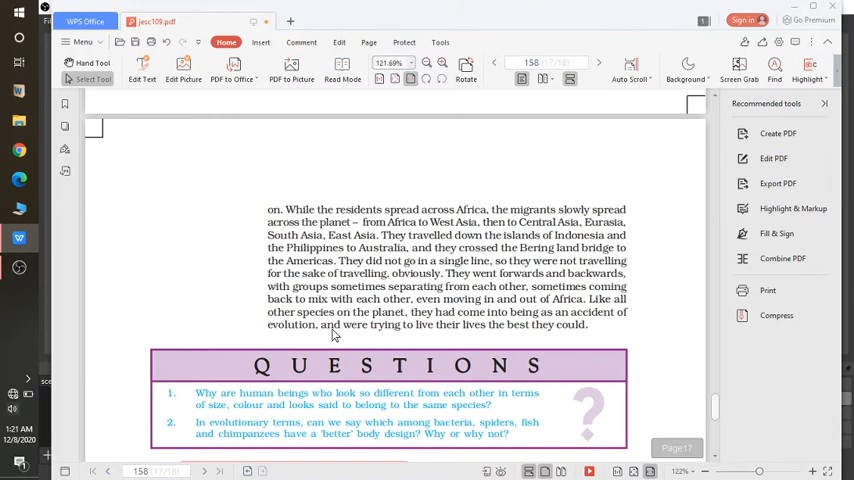 WPS Office
jesc109.pdf
1
Sign in
Go Premium
Menu
Home
Insert
Comment
Edit
Page
Protect
Tools
Hand Tool
Select Tool
Edit Text
Edit Picture
PDF to Office
PDF to Picture
Read Mode
121.69%
Rotate
158 (17/18)
Auto Scroll
Background
Screen Grab
Find
Highlight
Recommended tools
Create PDF
Edit PDF
Export PDF
Highlight & Markup
Fill & Sign
Combine PDF
Print
Compress
on. While the residents spread across Africa, the migrants slowly spread
across the planet – from Africa to West Asia, then to Central Asia, Eurasia,
South Asia, East Asia. They travelled down the islands of Indonesia and
the Philippines to Australia, and they crossed the Bering land bridge to
the Americas. They did not go in a single line, so they were not travelling
for the sake of travelling, obviously. They went forwards and backwards,
with groups sometimes separating from each other, sometimes coming
back to mix with each other, even moving in and out of Africa. Like all
other species on the planet, they had come into being as an accident of
evolution, and were trying to live their lives the best they could.
QUESTIONS
1. Why are human beings who look so different from each other in terms
of size, colour and looks said to belong to the same species?
2. In evolutionary terms, can we say which among bacteria, spiders, fish
and chimpanzees have a ‘better’ body design? Why or why not?
?
Page17
158 (17/18)
122%
1:21 AM
12/8/2020
1